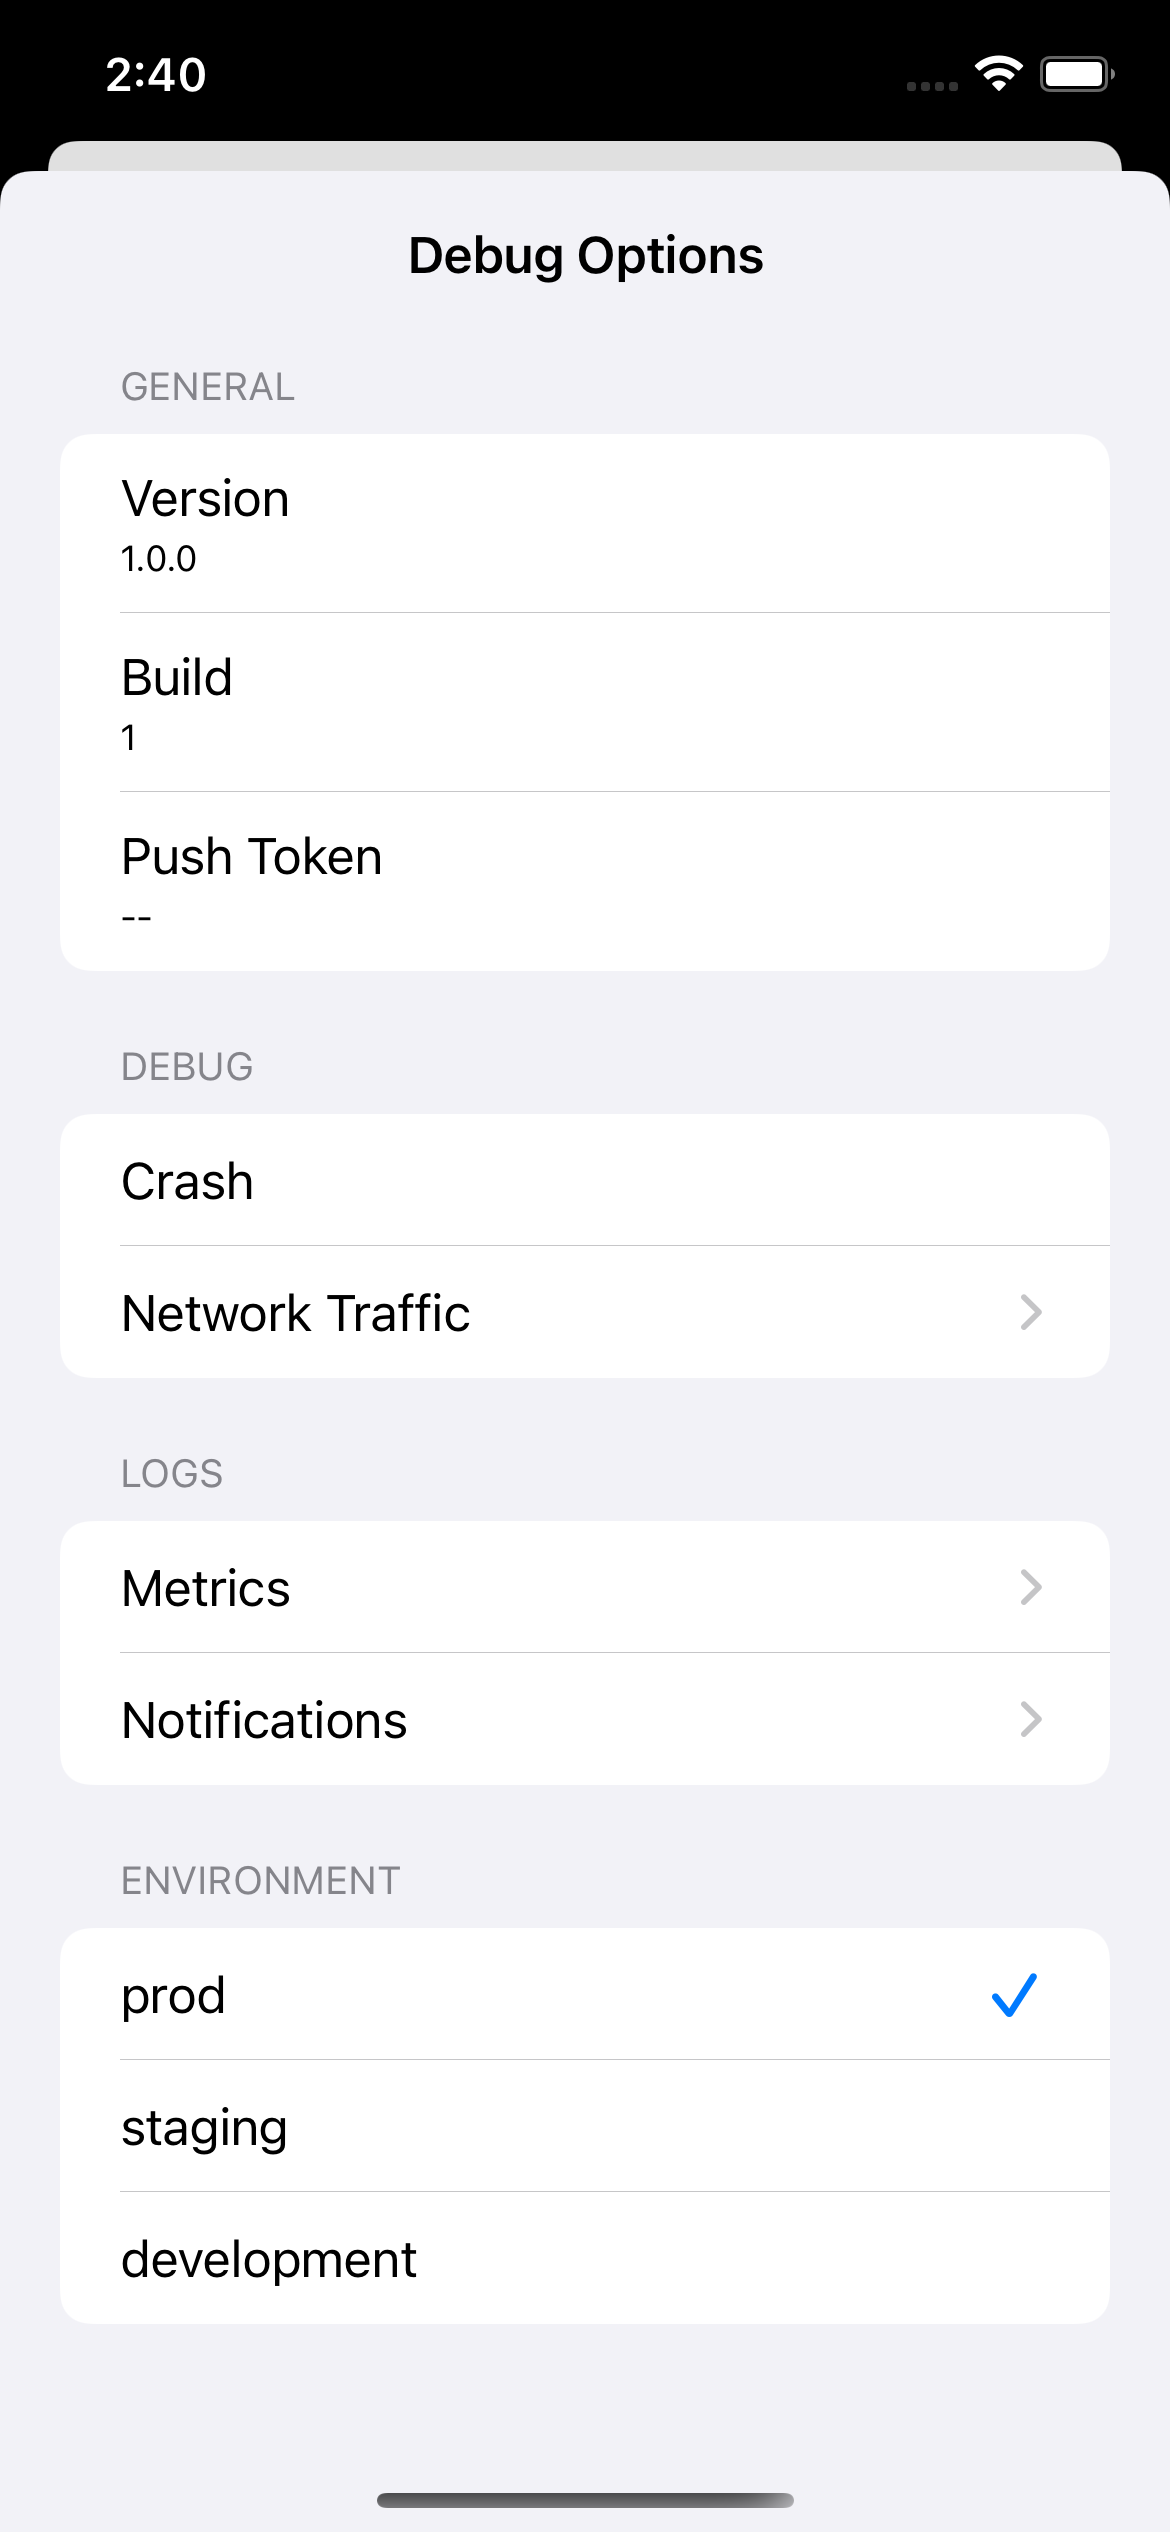 2:40
Debug Options
GENERAL
Version
1.0.0
Build
1
Push Token
--
DEBUG
Crash
Network Traffic
LOGS
Metrics
Notifications
ENVIRONMENT
prod
staging
development